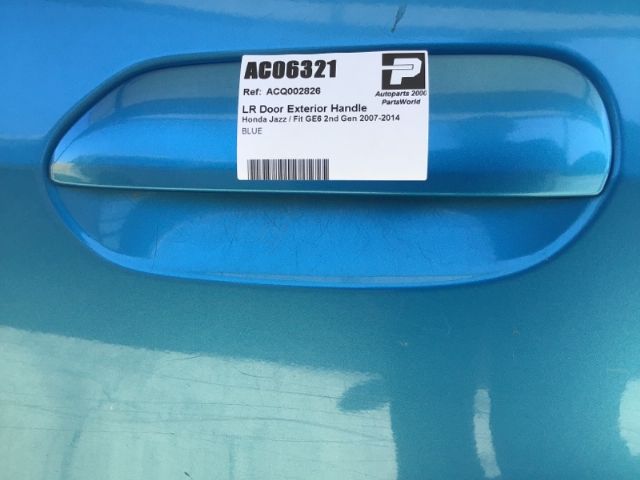 AC06321
Ref: ACQ002826
LR Door Exterior Handle
Honda Jazz / Fit GE6 2nd Gen 2007-2014
BLUE
P
Autoparts 2000
PartsWorld